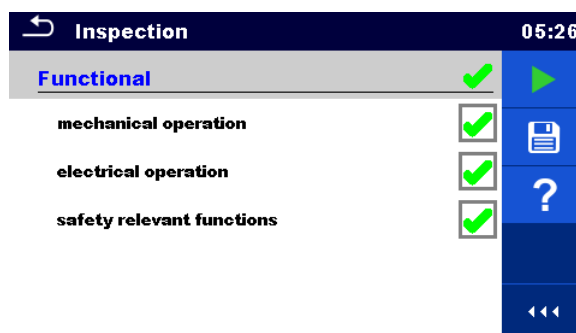 Inspection 05:26
Functional
mechanical operation
electrical operation
safety relevant functions
?